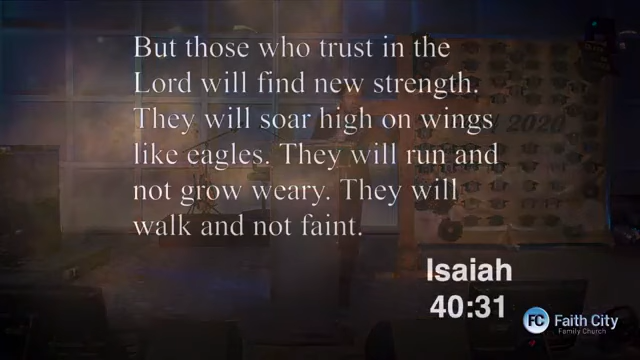 But those who trust in the
Lord will find new strength.
They will soar high on wings
like eagles. They will run and
not grow weary. They will
walk and not faint.
2020
Isaiah
40:31
FC Faith City
Family Church